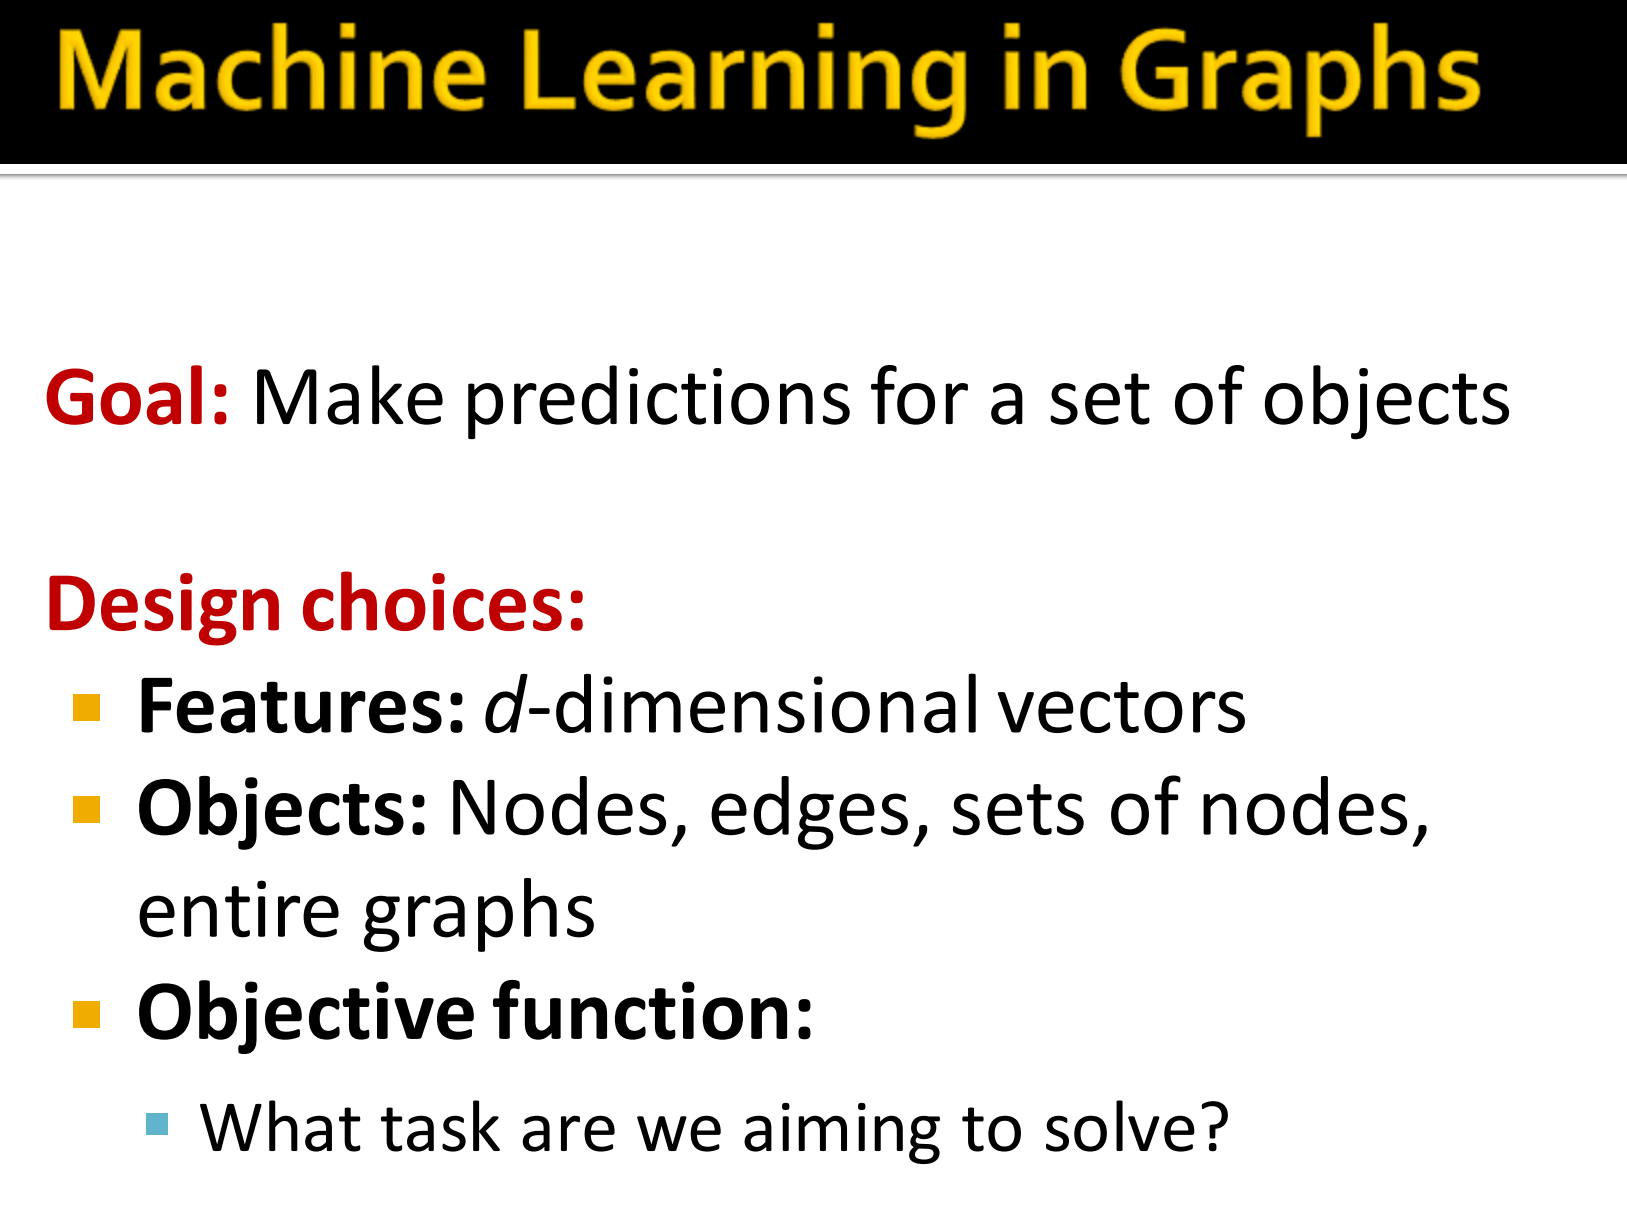 Machine Learning in Graphs
Goal: Make predictions for a set of objects
Design choices:
Features: d-dimensional vectors
Objects: Nodes, edges, sets of nodes,
entire graphs
Objective function:
What task are we aiming to solve?